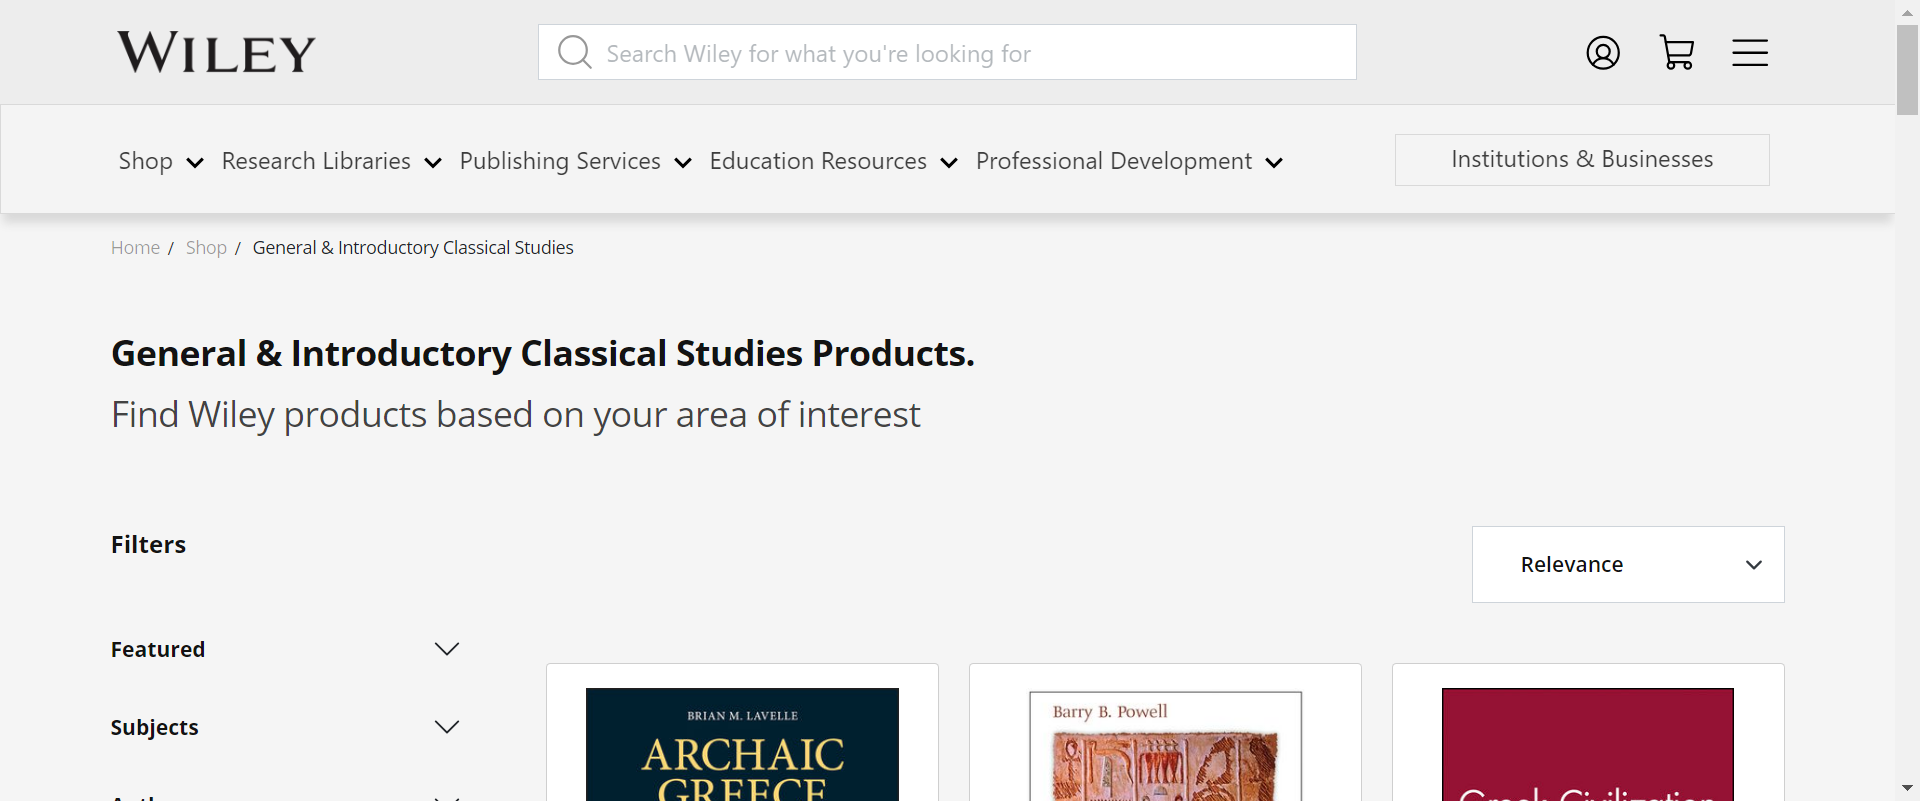 WILEY
Search Wiley for what you're looking for
Shop
Research Libraries
Publishing Services
Education Resources
Professional Development
Institutions & Businesses
Home / Shop / General & Introductory Classical Studies
General & Introductory Classical Studies Products.
Find Wiley products based on your area of interest
Filters
Relevance
Featured
Subjects
BRIAN M. LAVELLE
ARCHAIC
GREECE
Barry B. Powell
Greek Civilization